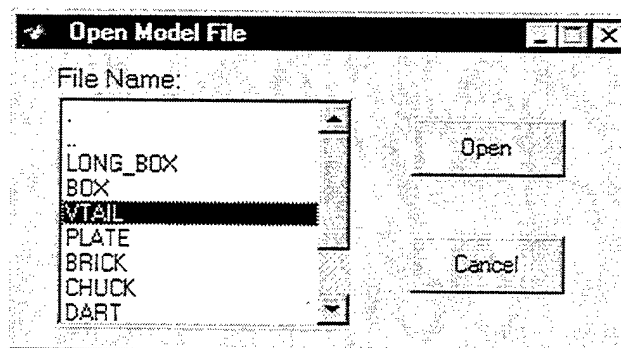 Open Model File
File Name:
.
..
LONG_BOX
BOX
VTAIL
PLATE
BRICK
CHUCK
DART
Open
Cancel